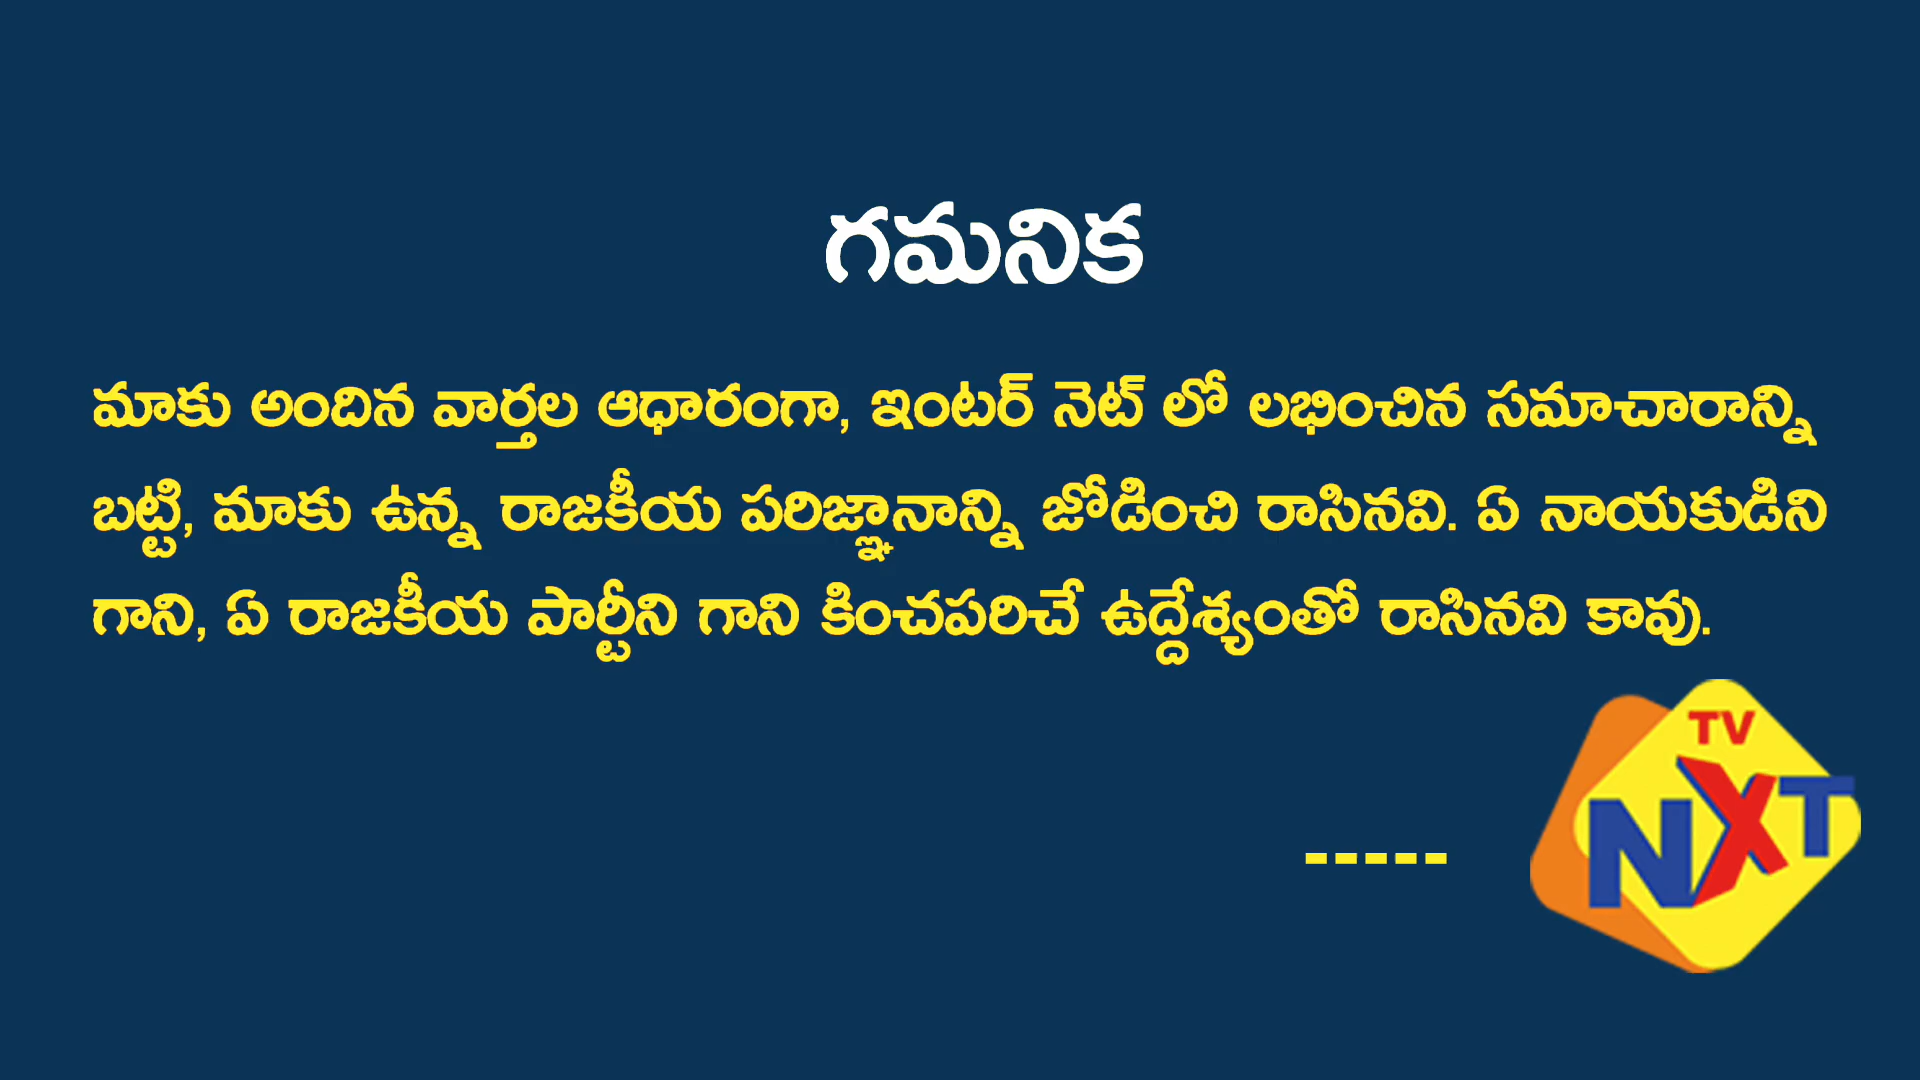 గమనిక
మాకు అందిన వార్తల ఆధారంగా, ఇంటర్ నెట్ లో లభించిన సమాచారాన్ని
బట్టి, మాకు ఉన్న రాజకీయ పరిజ్ఞానాన్ని జోడించి రాసినవి. ఏ నాయకుడిని
గాని, ఏ రాజకీయ పార్టీని గాని కించపరిచే ఉద్దేశ్యంతో రాసినవి కావు.
-----
TV
NXT